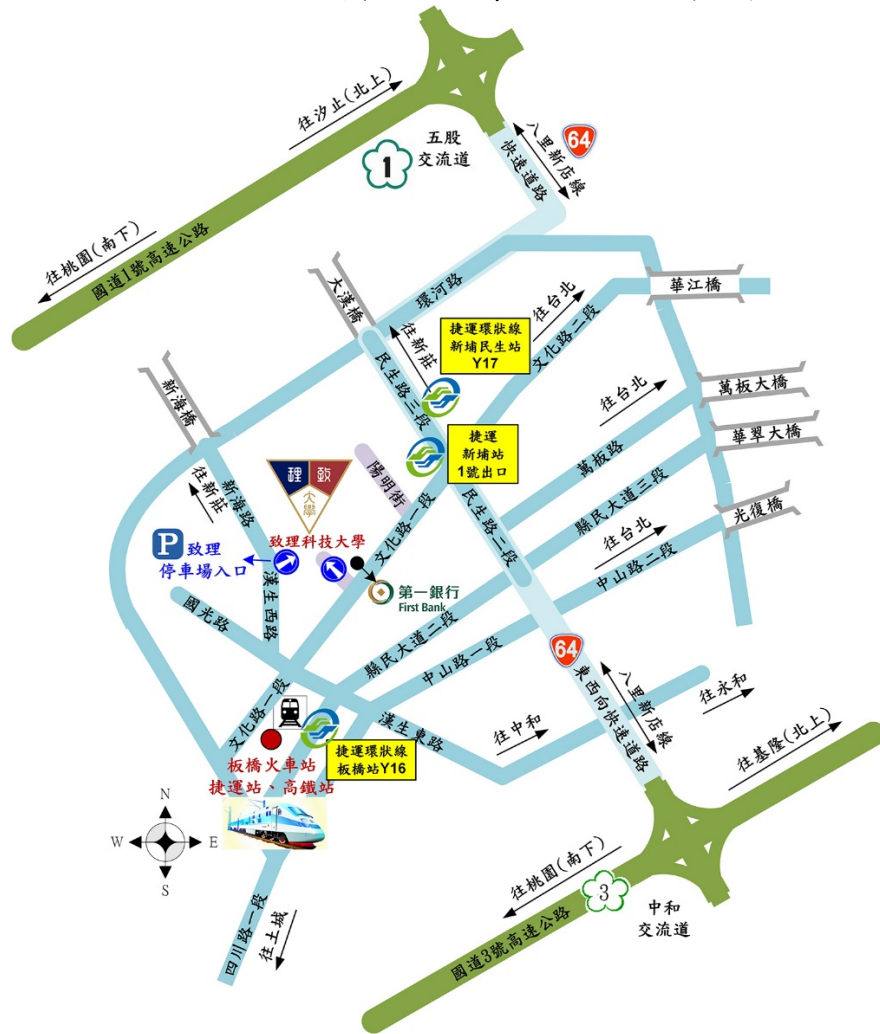 往汐止(北上)
五股
交流道
1
64
八里新店線
快速道路
往桃園(南下)
國道1號高速公路
大漢橋
環河路
往台北
華江橋
往新莊
捷運環狀線
新埔民生站
Y17
文化路二段
民生路三段
新海橋
往台北
萬板大橋
捷運
新埔站
1號出口
萬板路
華翠大橋
往新莊
新海路
理 致
大學
陽明街
民生路二段
縣民大道三段
光復橋
致理科技大學
文化路一段
往台北
中山路二段
P 致理
停車場入口
漢生西路
第一銀行
First Bank
國光路
縣民大道二段
中山路一段
64
東西向快速道路
八里新店線
文化路一段
漢生東路
往中和
往永和
捷運環狀線
板橋站Y16
板橋火車站
捷運站、高鐵站
往基隆(北上)
N
W E
S
往桃園(南下)
3
中和
交流道
國道3號高速公路
四川路一段
往土城